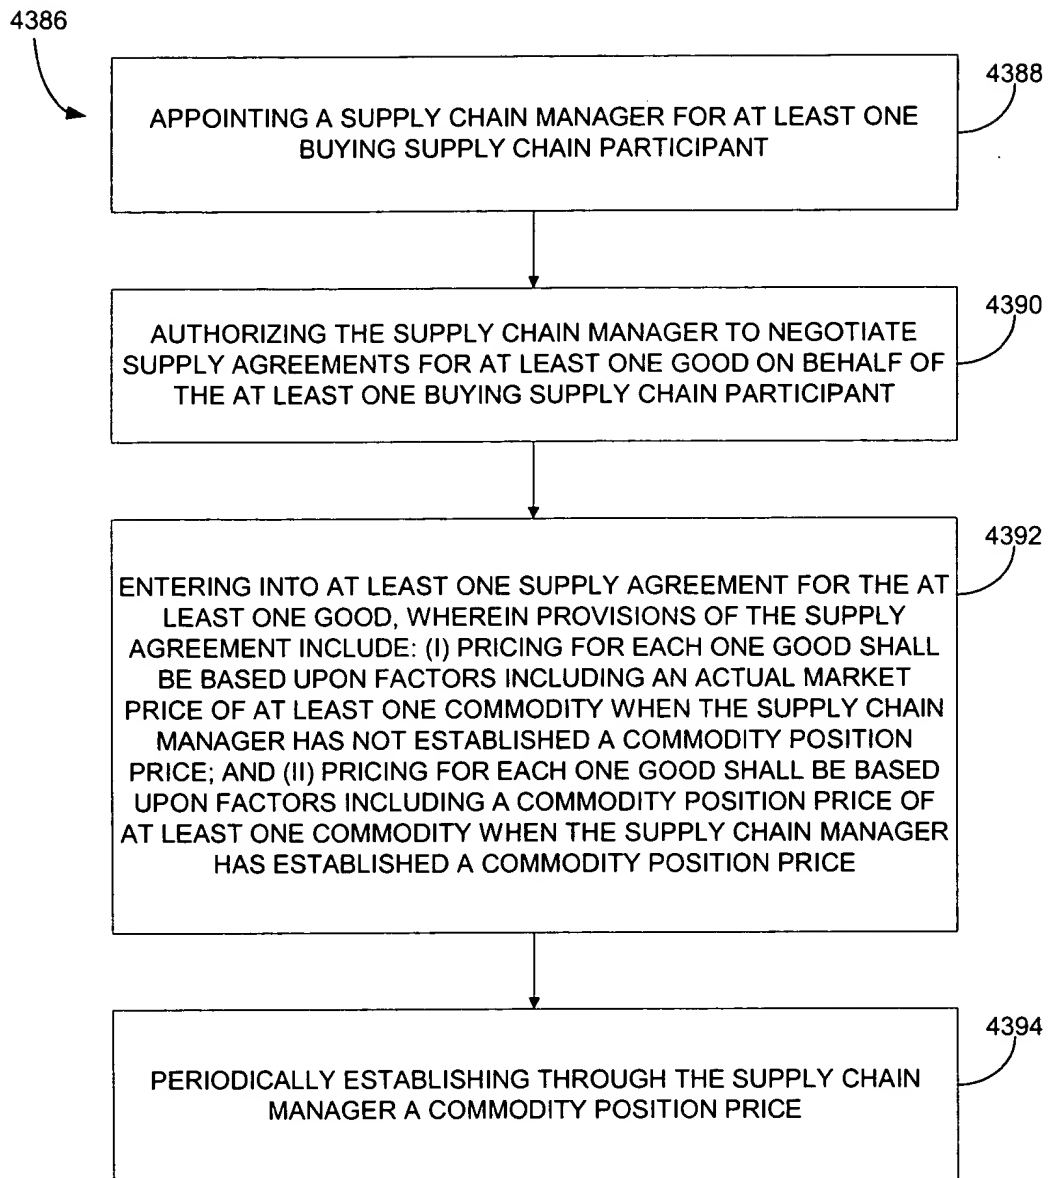 4386
4388
APPOINTING A SUPPLY CHAIN MANAGER FOR AT LEAST ONE
BUYING SUPPLY CHAIN PARTICIPANT
4390
AUTHORIZING THE SUPPLY CHAIN MANAGER TO NEGOTIATE
SUPPLY AGREEMENTS FOR AT LEAST ONE GOOD ON BEHALF OF
THE AT LEAST ONE BUYING SUPPLY CHAIN PARTICIPANT
4392
ENTERING INTO AT LEAST ONE SUPPLY AGREEMENT FOR THE AT
LEAST ONE GOOD, WHEREIN PROVISIONS OF THE SUPPLY
AGREEMENT INCLUDE: (I) PRICING FOR EACH ONE GOOD SHALL
BE BASED UPON FACTORS INCLUDING AN ACTUAL MARKET
PRICE OF AT LEAST ONE COMMODITY WHEN THE SUPPLY CHAIN
MANAGER HAS NOT ESTABLISHED A COMMODITY POSITION
PRICE; AND (II) PRICING FOR EACH ONE GOOD SHALL BE BASED
UPON FACTORS INCLUDING A COMMODITY POSITION PRICE OF
AT LEAST ONE COMMODITY WHEN THE SUPPLY CHAIN MANAGER
HAS ESTABLISHED A COMMODITY POSITION PRICE
4394
PERIODICALLY ESTABLISHING THROUGH THE SUPPLY CHAIN
MANAGER A COMMODITY POSITION PRICE